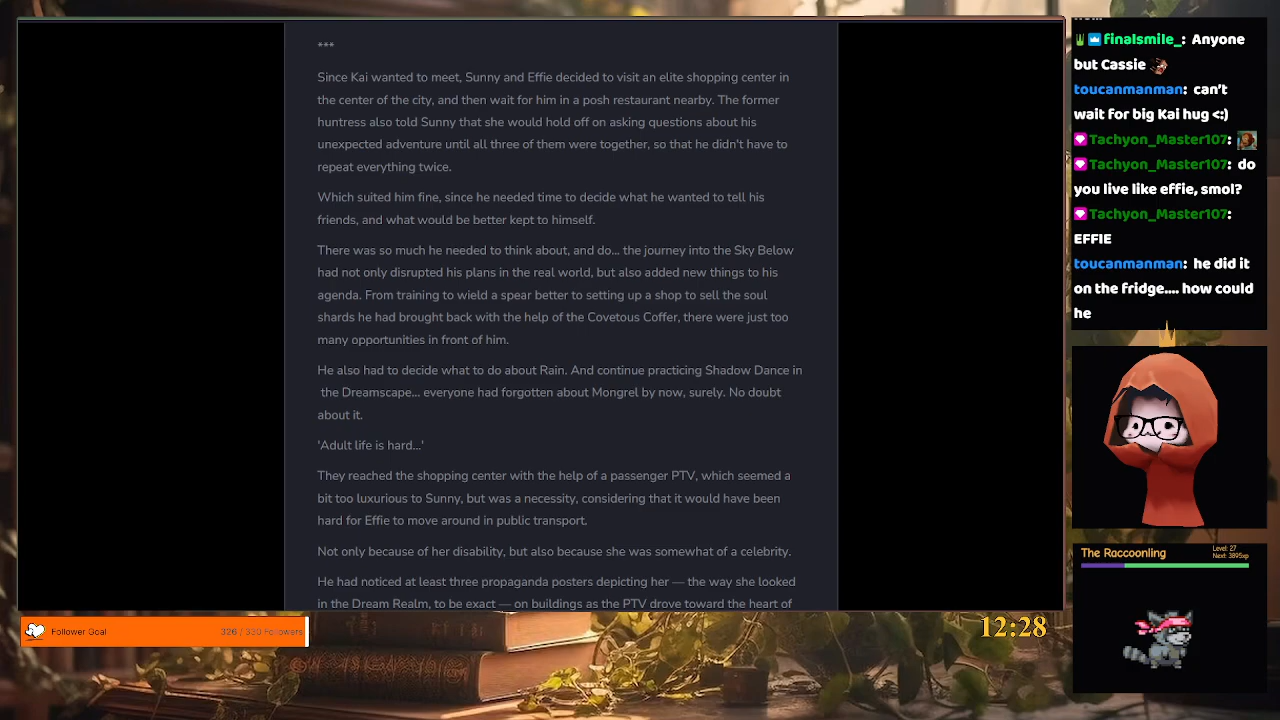 ***
Since Kai wanted to meet, Sunny and Effie decided to visit an elite shopping center in
the center of the city, and then wait for him in a posh restaurant nearby. The former
huntress also told Sunny that she would hold off on asking questions about his
unexpected adventure until all three of them were together, so that he didn't have to
repeat everything twice.
Which suited him fine, since he needed time to decide what he wanted to tell his
friends, and what would be better kept to himself.
There was so much he needed to think about, and do... the journey into the Sky Below
had not only disrupted his plans in the real world, but also added new things to his
agenda. From training to wield a spear better to setting up a shop to sell the soul
shards he had brought back with the help of the Covetous Coffer, there were just too
many opportunities in front of him.
He also had to decide what to do about Rain. And continue practicing Shadow Dance in
the Dreamscape... everyone had forgotten about Mongrel by now, surely. No doubt
about it.
'Adult life is hard...'
They reached the shopping center with the help of a passenger PTV, which seemed a
bit too luxurious to Sunny, but was a necessity, considering that it would have been
hard for Effie to move around in public transport.
Not only because of her disability, but also because she was somewhat of a celebrity.
He had noticed at least three propaganda posters depicting her — the way she looked
in the Dream Realm, to be exact — on buildings as the PTV drove toward the heart of
finalsmile_: Anyone
but Cassie
toucanmanman: can't
wait for big Kai hug <:)
Tachyon_Master107:
Tachyon_Master107: do
you live like effie, smol?
Tachyon_Master107:
EFFIE
toucanmanman: he did it
on the fridge.... how could
he
The Raccoonling
Level: 27
Next: 3895xp
Follower Goal
326 / 330 Followers
12:28